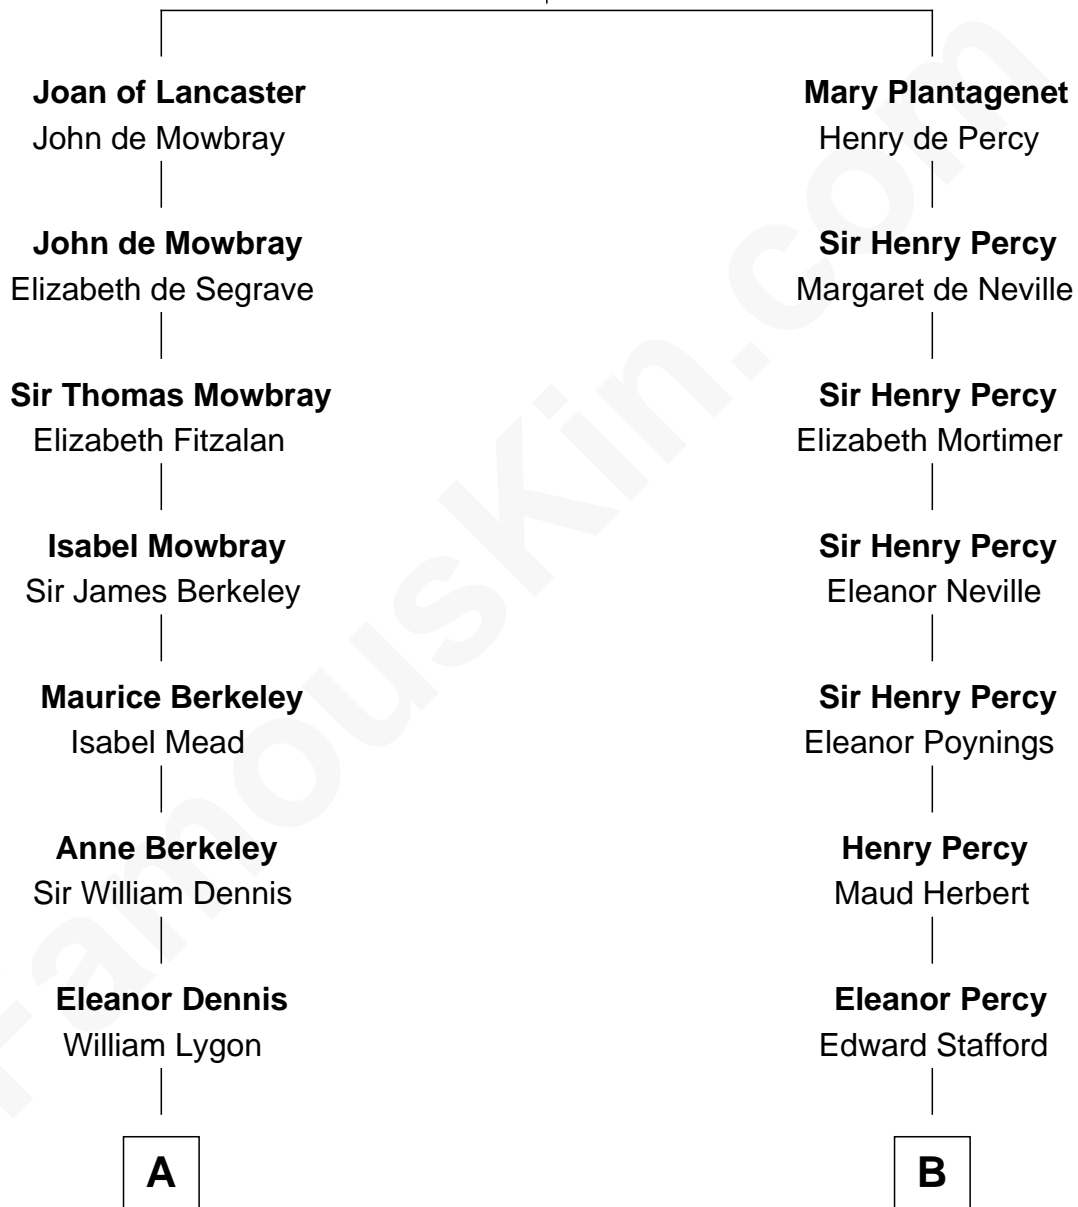 Joan of Lancaster
John de Mowbray
John de Mowbray
Elizabeth de Segrave
Sir Thomas Mowbray
Elizabeth Fitzalan
Isabel Mowbray
Sir James Berkeley
Maurice Berkeley
Isabel Mead
Anne Berkeley
Sir William Dennis
Eleanor Dennis
William Lygon
A
Mary Plantagenet
Henry de Percy
Sir Henry Percy
Margaret de Neville
Sir Henry Percy
Elizabeth Mortimer
Sir Henry Percy
Eleanor Neville
Sir Henry Percy
Eleanor Poynings
Henry Percy
Maud Herbert
Eleanor Percy
Edward Stafford
B
FamousKin.com